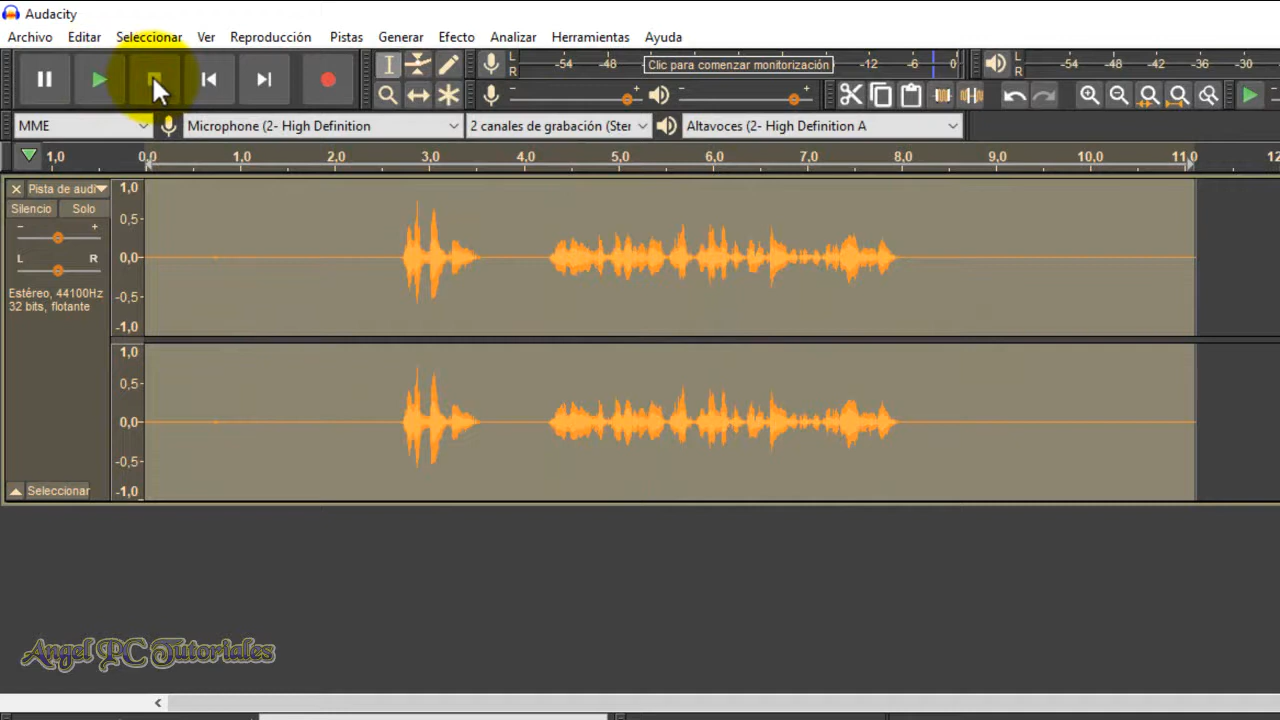 Audacity
Archivo Editar Seleccionar Ver Reproducción Pistas Generar Efecto Analizar Herramientas Ayuda
L R -54 -48 Clic para comenzar monitorización -12 -6 0 L R -54 -48 -42 -36 -30
MME Microphone (2- High Definition 2 canales de grabación (Ster Altavoces (2- High Definition A
1,0 0,0 1,0 2,0 3,0 4,0 5,0 6,0 7,0 8,0 9,0 10,0 11,0 12
Pista de audi
Silencio Solo
- +
L R
Estéreo, 44100Hz
32 bits, flotante
Seleccionar
1,0
0,5-
0,0-
-0,5-
-1,0
1,0
0,5-
0,0-
-0,5-
-1,0
Angel PC Tutoriales